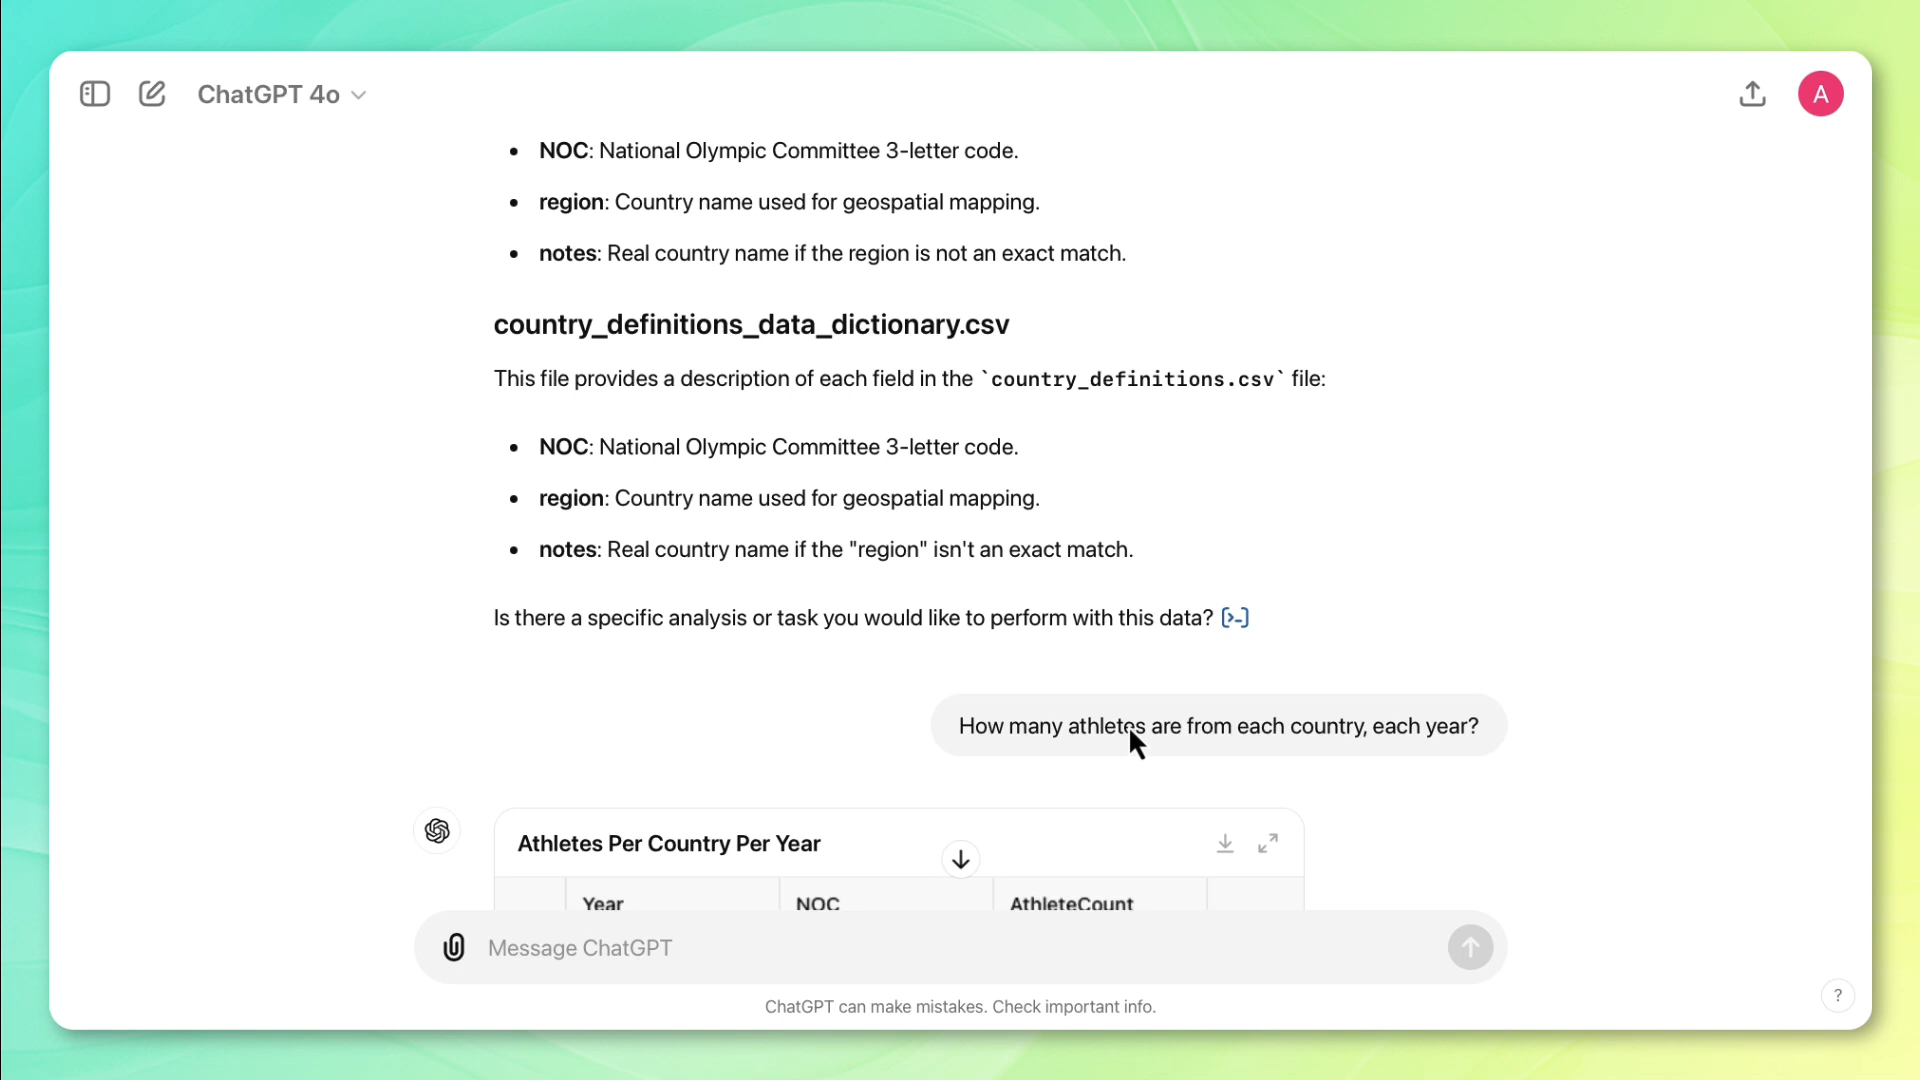 ChatGPT 4o
A
• NOC: National Olympic Committee 3-letter code.
• region: Country name used for geospatial mapping.
• notes: Real country name if the region is not an exact match.
country_definitions_data_dictionary.csv
This file provides a description of each field in the `country_definitions.csv` file:
• NOC: National Olympic Committee 3-letter code.
• region: Country name used for geospatial mapping.
• notes: Real country name if the "region" isn't an exact match.
Is there a specific analysis or task you would like to perform with this data? [>-]
How many athletes are from each country, each year?
Athletes Per Country Per Year
Year NOC AthleteCount
Message ChatGPT
ChatGPT can make mistakes. Check important info.
?